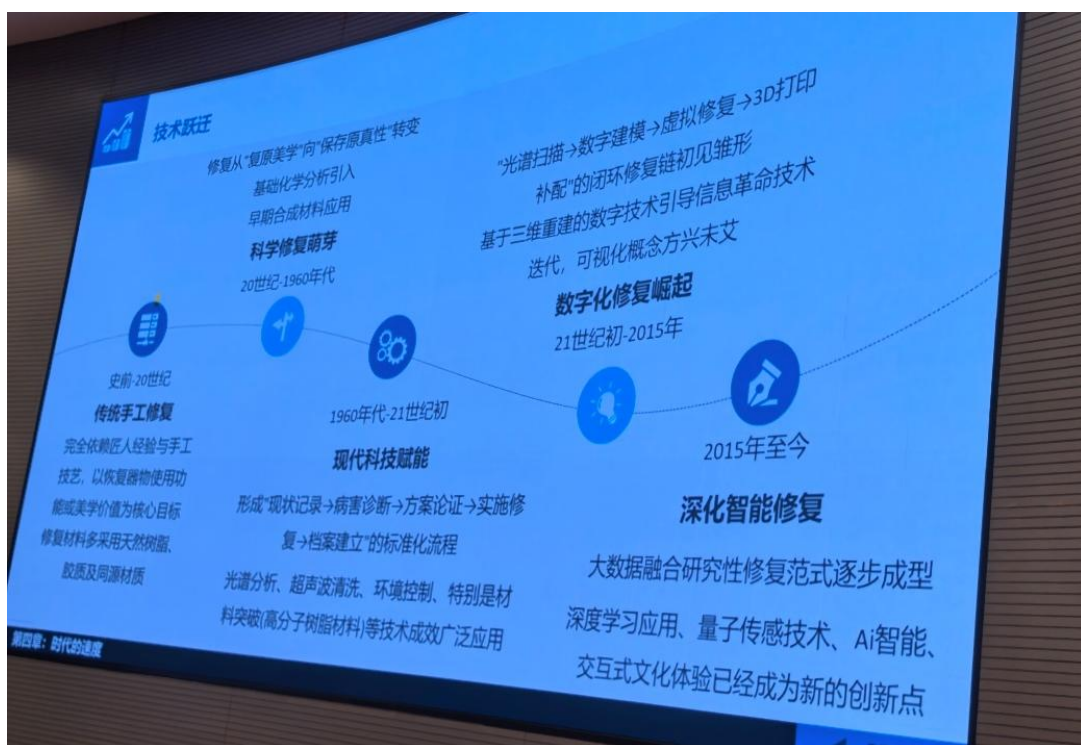 技术跃迁
修复从"复原美学"向"保存原真性"转变
基础化学分析引入
早期合成材料应用
科学修复萌芽
20世纪-1960年代
"光谱扫描→数字建模→虚拟修复→3D打印
补配"的闭环修复链初见雏形
基于三维重建的数字技术引导信息革命技术
迭代，可视化概念方兴未艾
数字化修复崛起
21世纪初-2015年
史前-20世纪
传统手工修复
完全依赖匠人经验与手工
技艺、以恢复器物使用功
能或美学价值为核心目标
修复材料多采用天然树脂、
胶质及同源材质
1960年代-21世纪初
现代科技赋能
形成"现状记录→病害诊断→方案论证→实施修
复→档案建立"的标准化流程
光谱分析、超声波清洗、环境控制、特别是材
料突破(高分子树脂材料)等技术成效广泛应用
2015年至今
深化智能修复
大数据融合研究性修复范式逐步成型
深度学习应用、量子传感技术、Ai智能、
交互式文化体验已经成为新的创新点
第四章：时代的速度